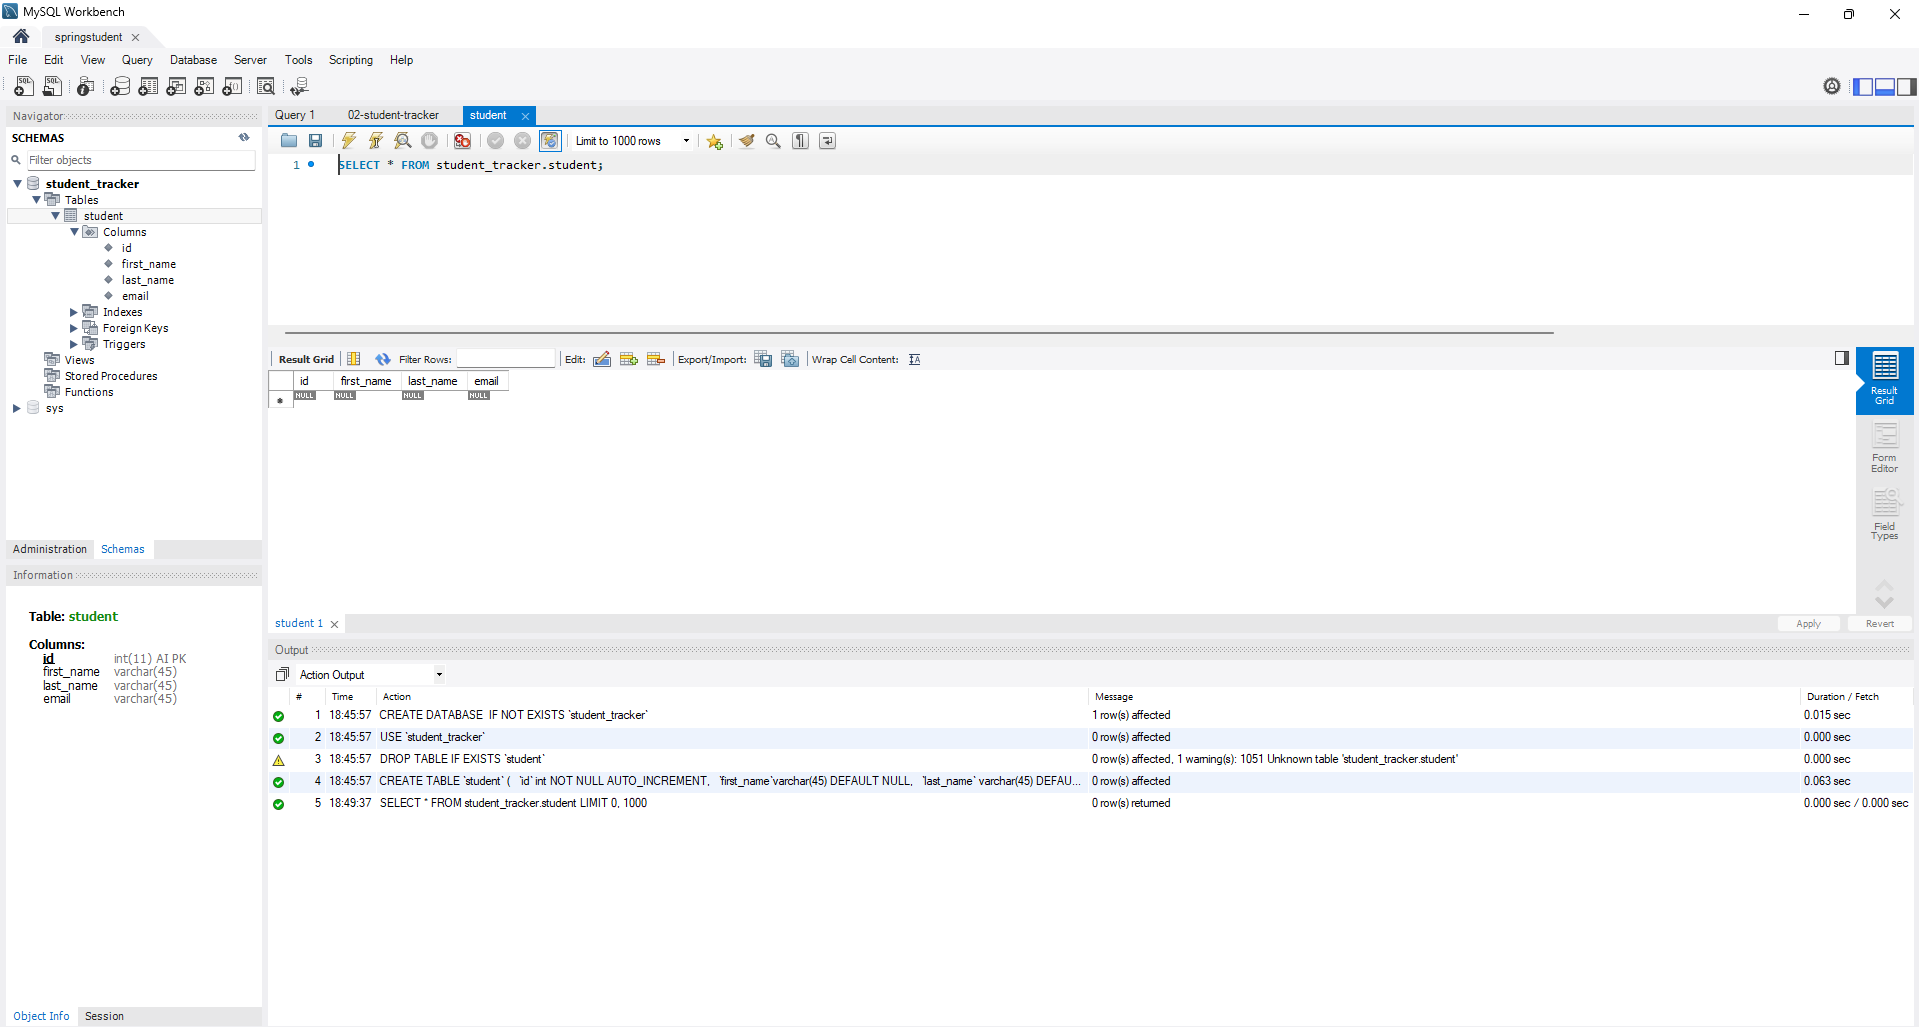 MySQL Workbench
springstudent
File Edit View Query Database Server Tools Scripting Help
Navigator
SCHEMAS
Filter objects
student_tracker
Tables
student
Columns
id
first_name
last_name
email
Indexes
Foreign Keys
Triggers
Views
Stored Procedures
Functions
sys
Administration Schemas
Information
Table: student
Columns:
id int(11) AI PK
first_name varchar(45)
last_name varchar(45)
email varchar(45)
Object Info Session
Query 1 02-student-tracker student
Limit to 1000 rows
1 SELECT * FROM student_tracker.student;
Result Grid Filter Rows: Edit: Export/Import: Wrap Cell Content:
id first_name last_name email
NULL NULL NULL NULL
Result
Grid
Form
Editor
Field
Types
student 1 Apply Revert
Output
Action Output
# Time Action Message Duration / Fetch
1 18:45:57 CREATE DATABASE IF NOT EXISTS `student_tracker` 1 row(s) affected 0.015 sec
2 18:45:57 USE `student_tracker` 0 row(s) affected 0.000 sec
3 18:45:57 DROP TABLE IF EXISTS `student` 0 row(s) affected, 1 warning(s): 1051 Unknown table 'student_tracker.student' 0.000 sec
4 18:45:57 CREATE TABLE `student` ( `id` int NOT NULL AUTO_INCREMENT, `first_name` varchar(45) DEFAULT NULL, `last_name` varchar(45) DEFAU... 0 row(s) affected 0.063 sec
5 18:49:37 SELECT * FROM student_tracker.student LIMIT 0, 1000 0 row(s) returned 0.000 sec / 0.000 sec